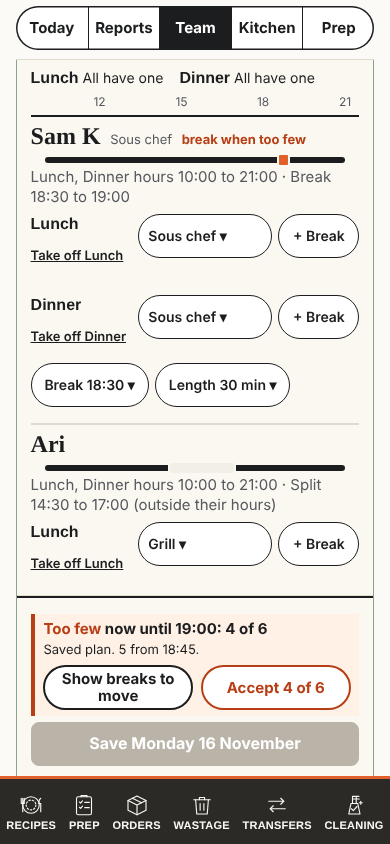 Today Reports Team Kitchen Prep
Lunch All have one Dinner All have one
12 15 18 21
Sam K Sous chef break when too few
Lunch, Dinner hours 10:00 to 21:00 · Break
18:30 to 19:00
Lunch
Sous chef ▾ + Break
Take off Lunch
Dinner
Sous chef ▾ + Break
Take off Dinner
Break 18:30 ▾ Length 30 min ▾
Ari
Lunch, Dinner hours 10:00 to 21:00 · Split
14:30 to 17:00 (outside their hours)
Lunch
Grill ▾ + Break
Take off Lunch
Too few now until 19:00: 4 of 6
Saved plan. 5 from 18:45.
Show breaks to
move
Accept 4 of 6
Save Monday 16 November
RECIPES PREP ORDERS WASTAGE TRANSFERS CLEANING